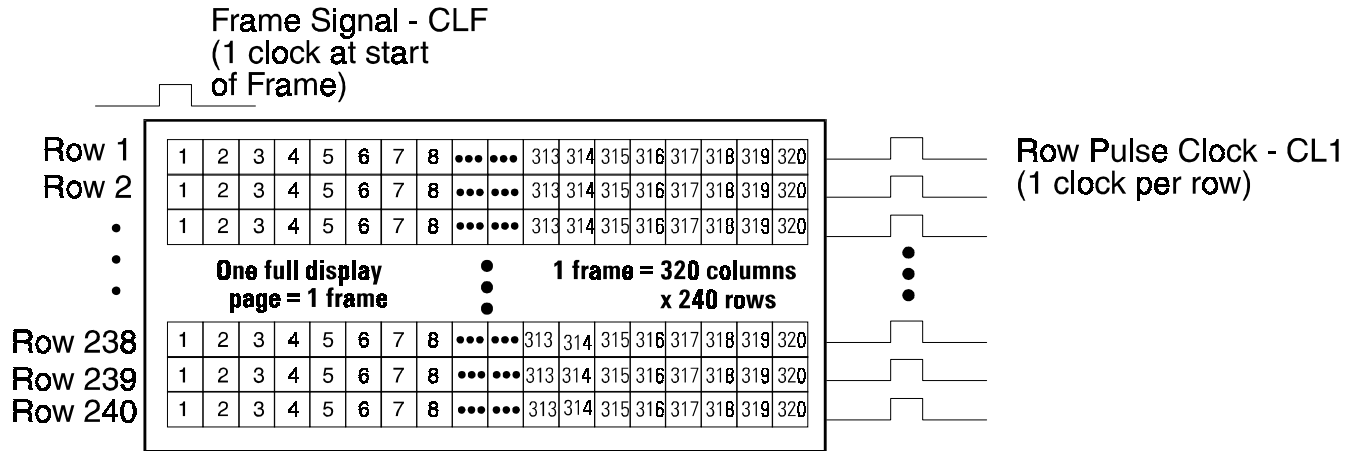 Frame Signal - CLF
(1 clock at start
of Frame)
Row 1
1 2 3 4 5 6 7 8 ••• ••• 313 314 315 316 317 318 319 320
Row Pulse Clock - CL1
(1 clock per row)
Row 2
1 2 3 4 5 6 7 8 ••• ••• 313 314 315 316 317 318 319 320
1 2 3 4 5 6 7 8 ••• ••• 313 314 315 316 317 318 319 320
One full display
page = 1 frame
1 frame = 320 columns
x 240 rows
Row 238
1 2 3 4 5 6 7 8 ••• ••• 313 314 315 316 317 318 319 320
Row 239
1 2 3 4 5 6 7 8 ••• ••• 313 314 315 316 317 318 319 320
Row 240
1 2 3 4 5 6 7 8 ••• ••• 313 314 315 316 317 318 319 320